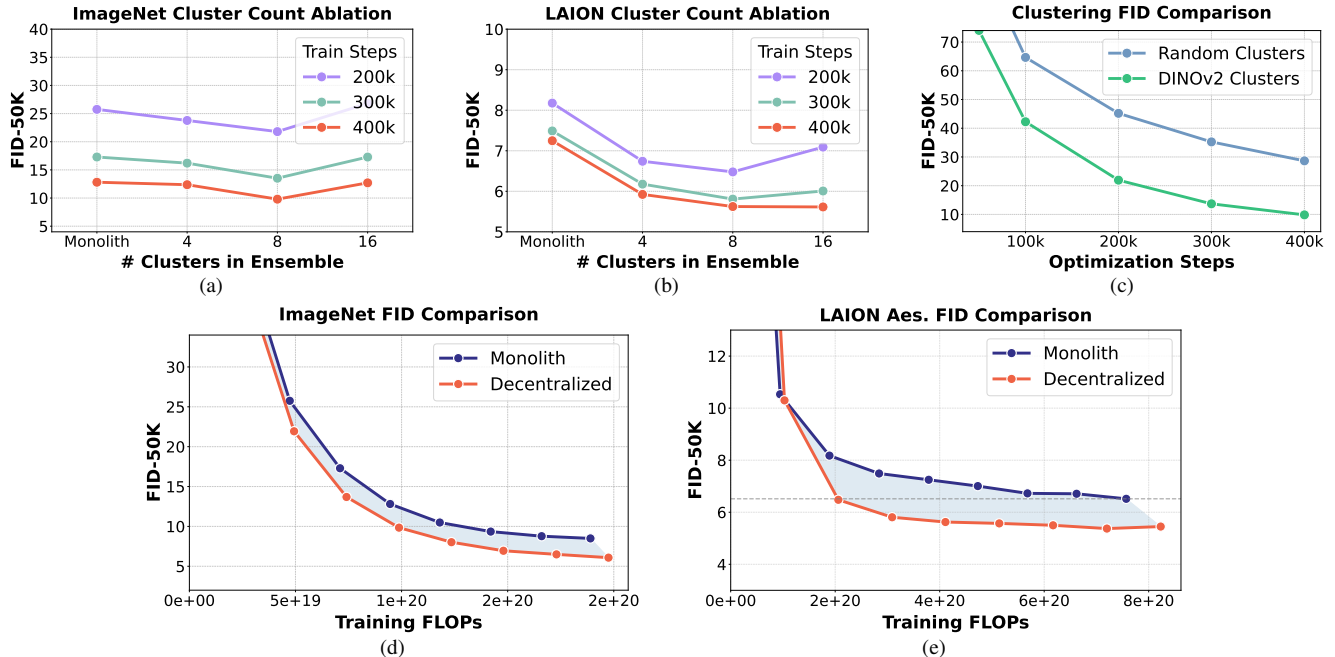 ImageNet Cluster Count Ablation
40
35
30
25
20
15
10
5
FID-50K
Train Steps
200k
300k
400k
Monolith 4 8 16
# Clusters in Ensemble
(a)
LAION Cluster Count Ablation
10
9
8
7
6
5
FID-50K
Train Steps
200k
300k
400k
Monolith 4 8 16
# Clusters in Ensemble
(b)
Clustering FID Comparison
70
60
50
40
30
20
10
FID-50K
Random Clusters
DINOv2 Clusters
100k 200k 300k 400k
Optimization Steps
(c)
ImageNet FID Comparison
30
25
20
15
10
5
FID-50K
Monolith
Decentralized
0e+00 5e+19 1e+20 2e+20 2e+20
Training FLOPs
(d)
LAION Aes. FID Comparison
12
10
8
6
4
FID-50K
Monolith
Decentralized
0e+00 2e+20 4e+20 6e+20 8e+20
Training FLOPs
(e)